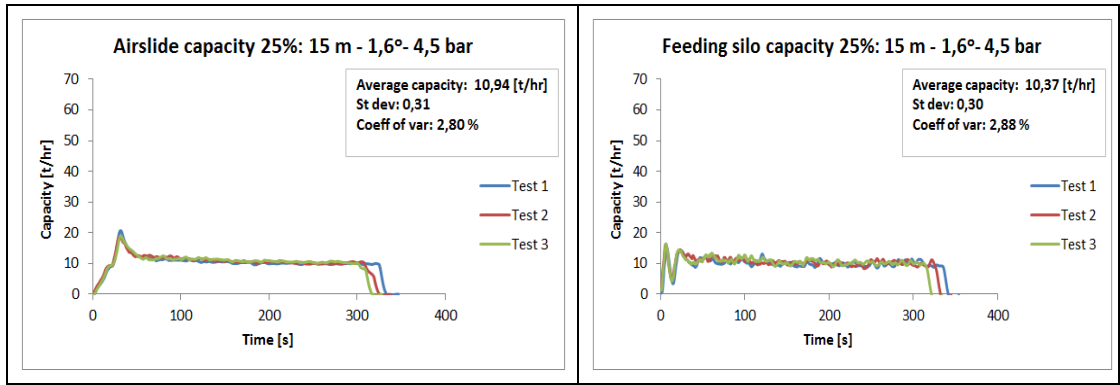 Airslide capacity 25%: 15 m - 1,6º- 4,5 bar
Average capacity: 10,94 [t/hr]
St dev: 0,31
Coeff of var: 2,80 %
70
60
50
40
30
20
10
0
Capacity [t/hr]
Test 1
Test 2
Test 3
0 100 200 300 400
Time [s]
Feeding silo capacity 25%: 15 m - 1,6º- 4,5 bar
Average capacity: 10,37 [t/hr]
St dev: 0,30
Coeff of var: 2,88 %
70
60
50
40
30
20
10
0
Capacity [t/hr]
Test 1
Test 2
Test 3
0 100 200 300 400
Time [s]